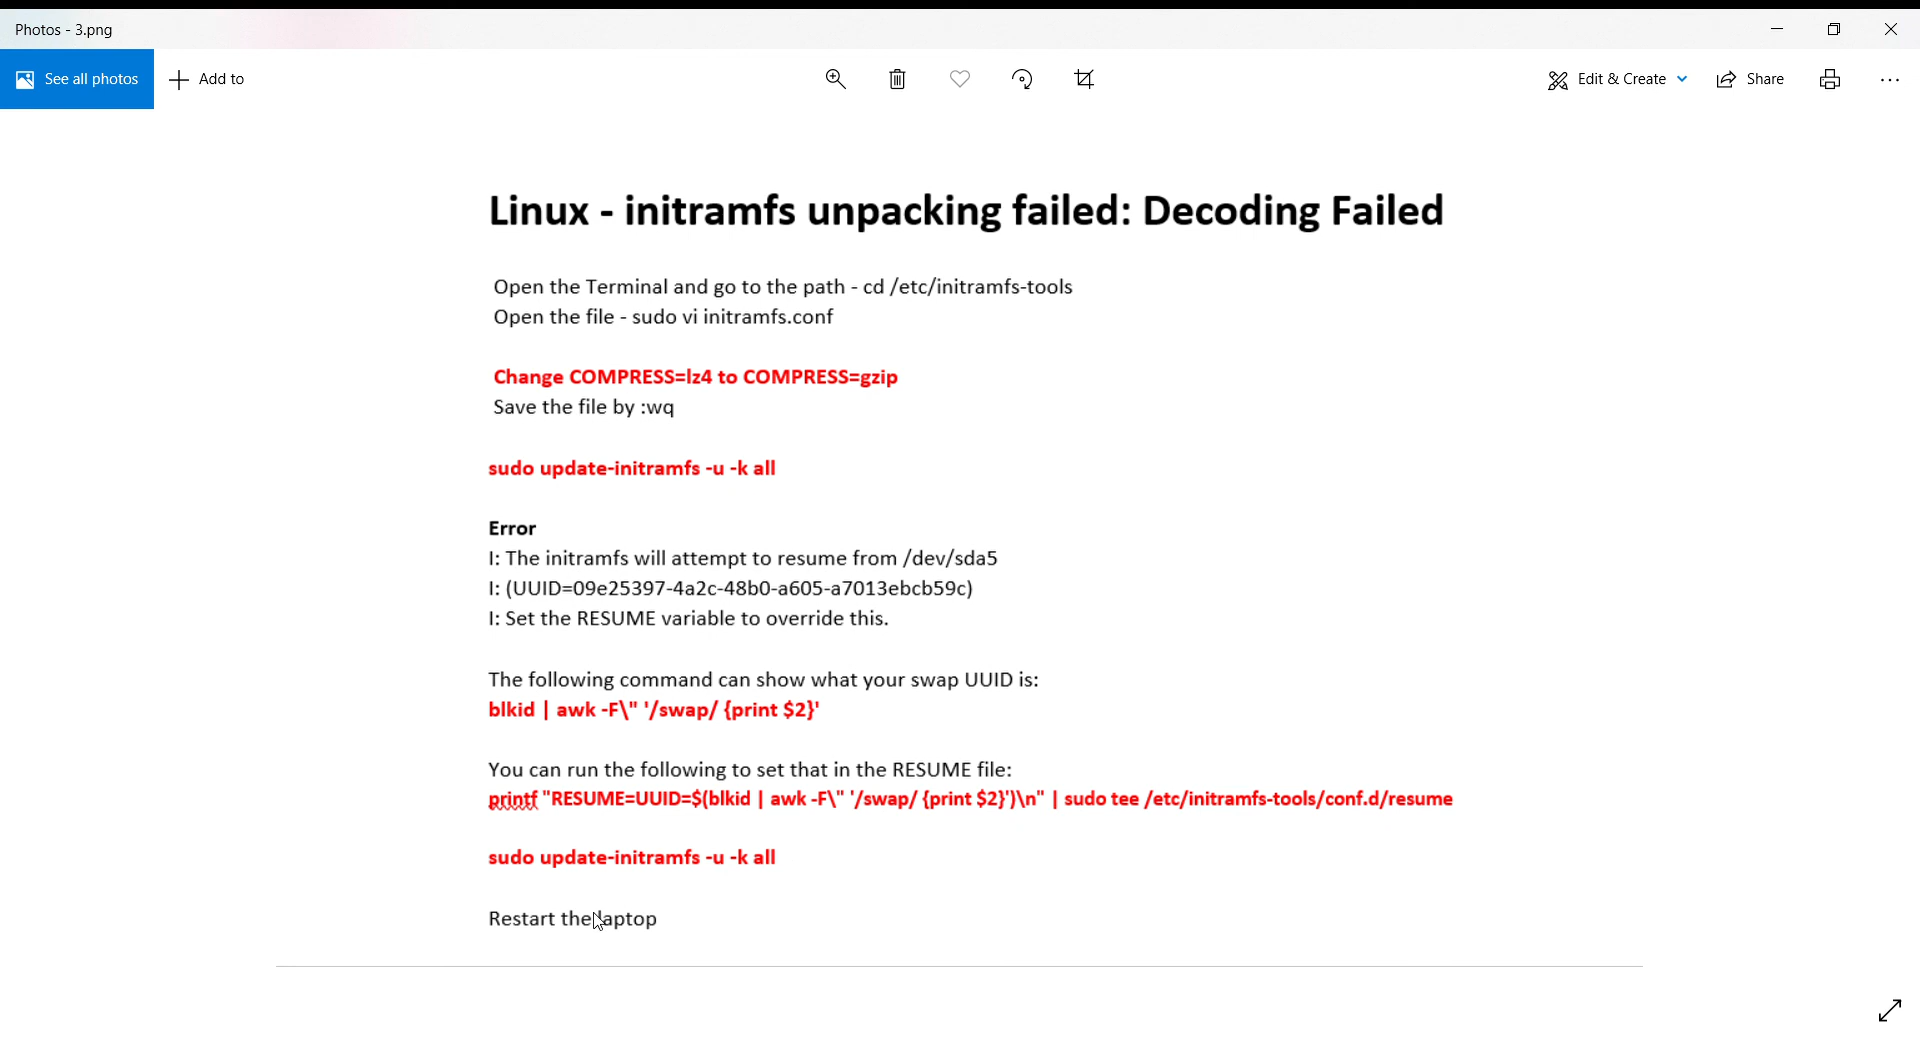 Photos - 3.png
See all photos
Add to
Edit & Create
Share
Linux - initramfs unpacking failed: Decoding Failed
Open the Terminal and go to the path - cd /etc/initramfs-tools
Open the file - sudo vi initramfs.conf
Change COMPRESS=lz4 to COMPRESS=gzip
Save the file by :wq
sudo update-initramfs -u -k all
Error
I: The initramfs will attempt to resume from /dev/sda5
I: (UUID=09e25397-4a2c-48b0-a605-a7013ebcb59c)
I: Set the RESUME variable to override this.
The following command can show what your swap UUID is:
blkid | awk -F\" '/swap/ {print $2}'
You can run the following to set that in the RESUME file:
printf "RESUME=UUID=$(blkid | awk -F\" '/swap/ {print $2}')\n" | sudo tee /etc/initramfs-tools/conf.d/resume
sudo update-initramfs -u -k all
Restart the laptop